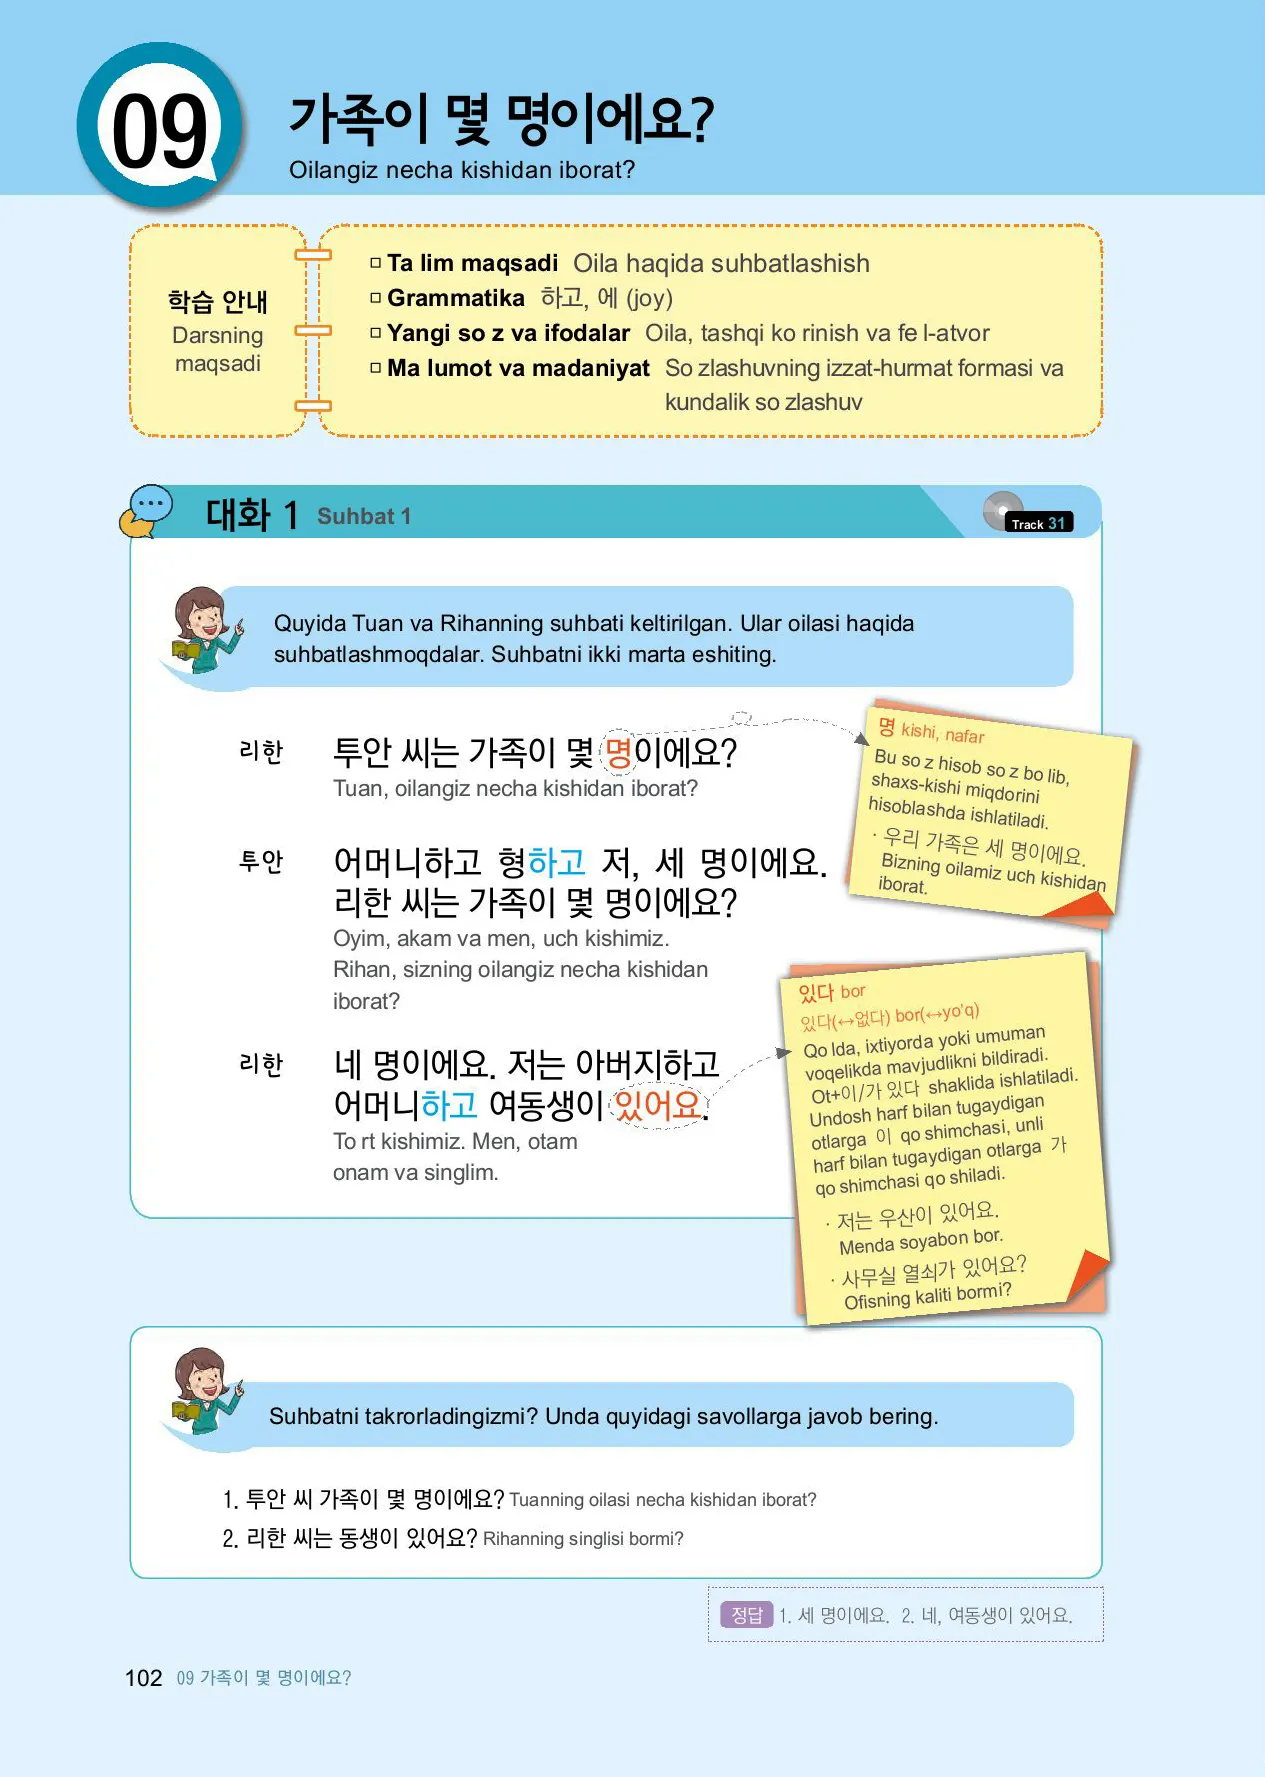 09
가족이 몇 명이에요?
Oilangiz necha kishidan iborat?
학습 안내
Darsning
maqsadi
Ta lim maqsadi Oila haqida suhbatlashish
Grammatika 하고, 에 (joy)
Yangi so z va ifodalar Oila, tashqi ko rinish va fe l-atvor
Ma lumot va madaniyat So zlashuvning izzat-hurmat formasi va
kundalik so zlashuv
대화 1 Suhbat 1
Track 31
Quyida Tuan va Rihanning suhbati keltirilgan. Ular oilasi haqida
suhbatlashmoqdalar. Suhbatni ikki marta eshiting.
리한 투안 씨는 가족이 몇 명이에요?
Tuan, oilangiz necha kishidan iborat?
투안 어머니하고 형하고 저, 세 명이에요.
리한 씨는 가족이 몇 명이에요?
Oyim, akam va men, uch kishimiz.
Rihan, sizning oilangiz necha kishidan
iborat?
리한 네 명이에요. 저는 아버지하고
어머니하고 여동생이 있어요.
To rt kishimiz. Men, otam
onam va singlim.
명 kishi, nafar
Bu so z hisob so z bo lib,
shaxs-kishi miqdorini
hisoblashda ishlatiladi.
· 우리 가족은 세 명이에요.
Bizning oilamiz uch kishidan
iborat.
있다 bor
있다(↔없다) bor(↔yo'q)
Qo lda, ixtiyorda yoki umuman
voqelikda mavjudlikni bildiradi.
Ot+이/가 있다 shaklida ishlatiladi.
Undosh harf bilan tugaydigan
otlarga 이 qo shimchasi, unli
harf bilan tugaydigan otlarga 가
qo shimchasi qo shiladi.
· 저는 우산이 있어요.
Menda soyabon bor.
· 사무실 열쇠가 있어요?
Ofisning kaliti bormi?
Suhbatni takrorladingizmi? Unda quyidagi savollarga javob bering.
1. 투안 씨 가족이 몇 명이에요? Tuanning oilasi necha kishidan iborat?
2. 리한 씨는 동생이 있어요? Rihanning singlisi bormi?
정답 1. 세 명이에요. 2. 네, 여동생이 있어요.
102 09 가족이 몇 명이에요?